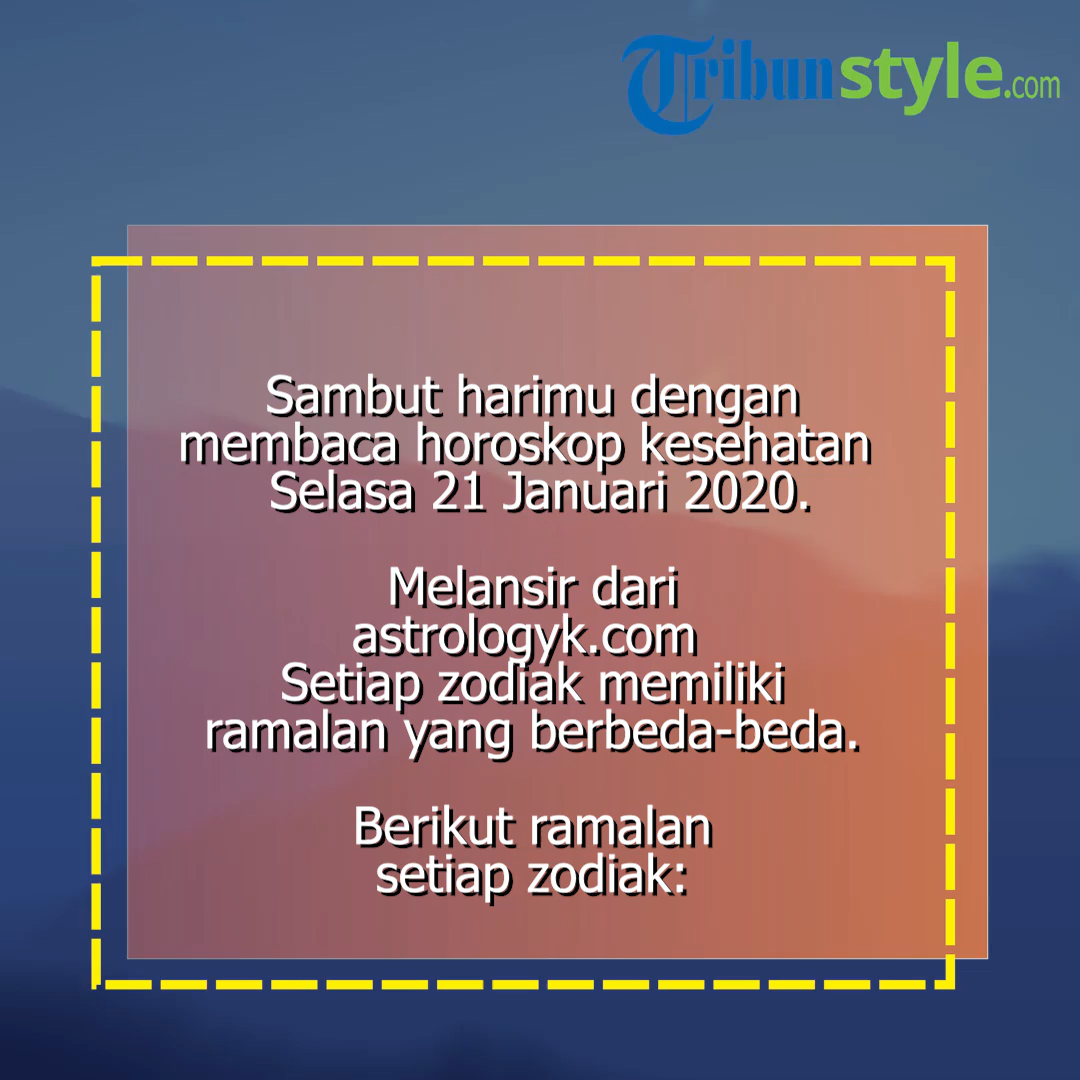 Tribunstyle.com
Sambut harimu dengan
membaca horoskop kesehatan
Selasa 21 Januari 2020.
Melansir dari
astrologyk.com
Setiap zodiak memiliki
ramalan yang berbeda-beda.
Berikut ramalan
setiap zodiak: